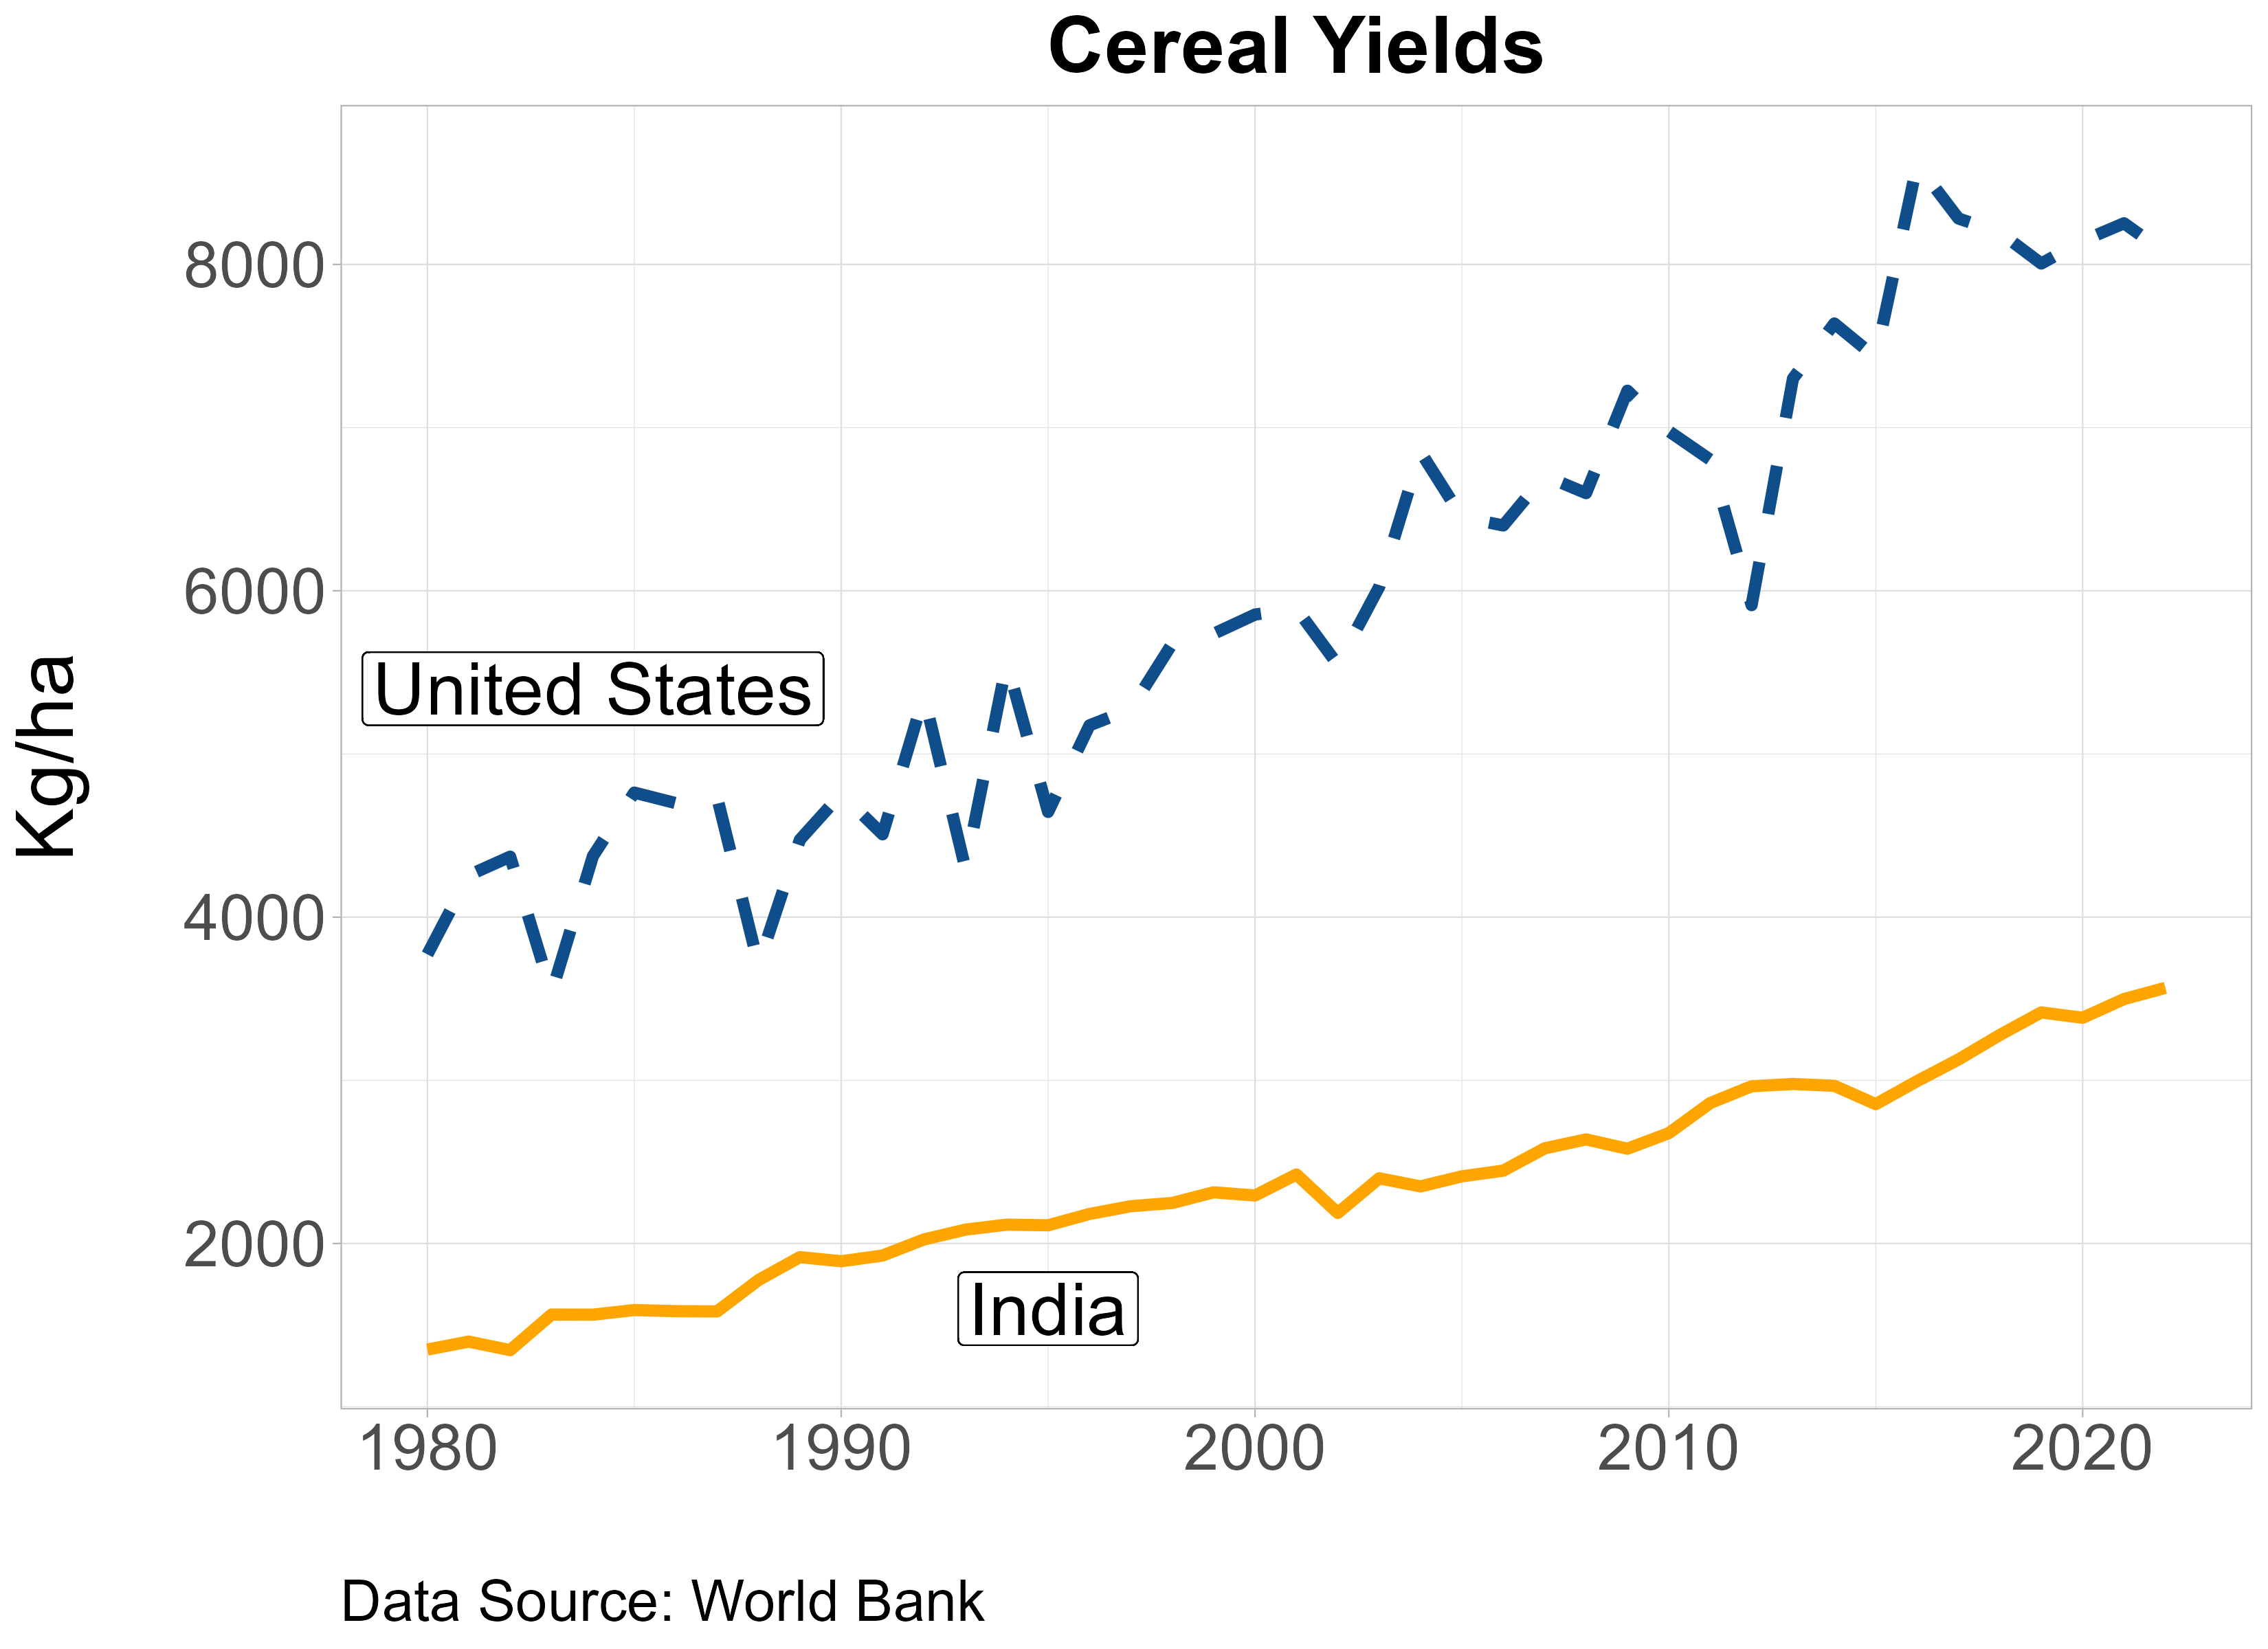 Cereal Yields
Kg/ha
8000
6000
4000
2000
United States
India
1980 1990 2000 2010 2020
Data Source: World Bank